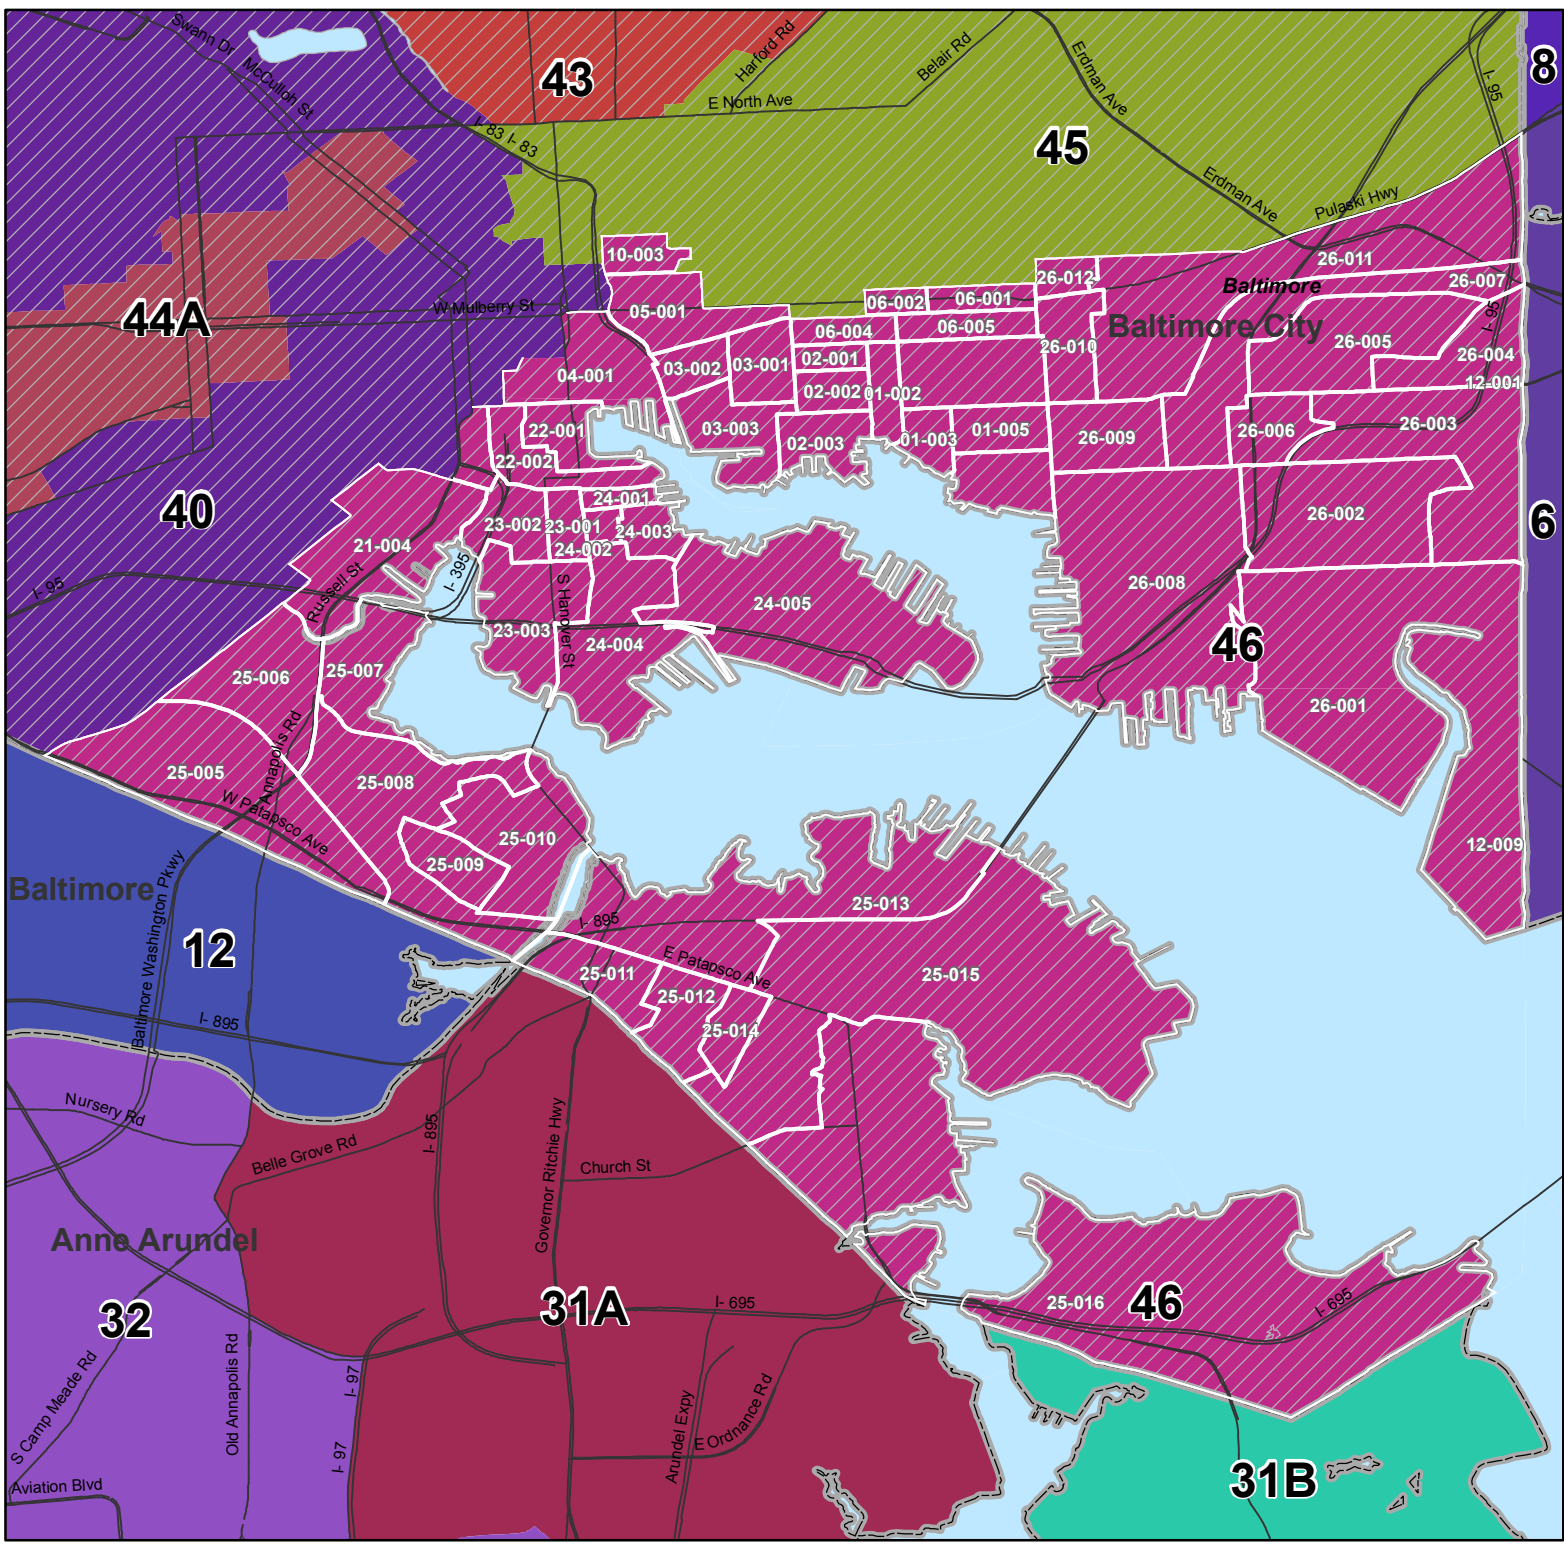 Swann Dr
McCulloh St
43
Harford Rd
Belair Rd
E North Ave
Erdman Ave
I- 95
8
I- 83 I- 83
45
Erdman Ave
Pulaski Hwy
10-003
26-011
26-012
26-007
Baltimore
W Mulberry St
05-001
06-002
06-001
44A
06-004
06-005
Baltimore City
I- 95
26-010
26-005
26-004
02-001
03-002
03-001
04-001
12-001
02-002
01-002
22-001
03-003
02-003
01-003
01-005
26-009
26-006
26-003
22-002
40
24-001
23-002
23-001
24-003
24-002
26-002
6
21-004
I- 395
I- 95
Russell St
S Hanover St
24-005
26-008
23-003
24-004
46
25-006
25-007
26-001
Annapolis Rd
25-005
25-008
W Patapsco Ave
25-010
25-009
12-009
Baltimore
Baltimore Washington Pkwy
25-013
I- 895
12
E Patapsco Ave
25-011
25-015
25-012
I- 895
25-014
Nursery Rd
Belle Grove Rd
I- 895
Governor Ritchie Hwy
Church St
Anne Arundel
32
31A
I- 695
25-016
46
I- 695
S Camp Meade Rd
Old Annapolis Rd
I- 97
Arundel Expy
E Ordnance Rd
I- 97
31B
Aviation Blvd